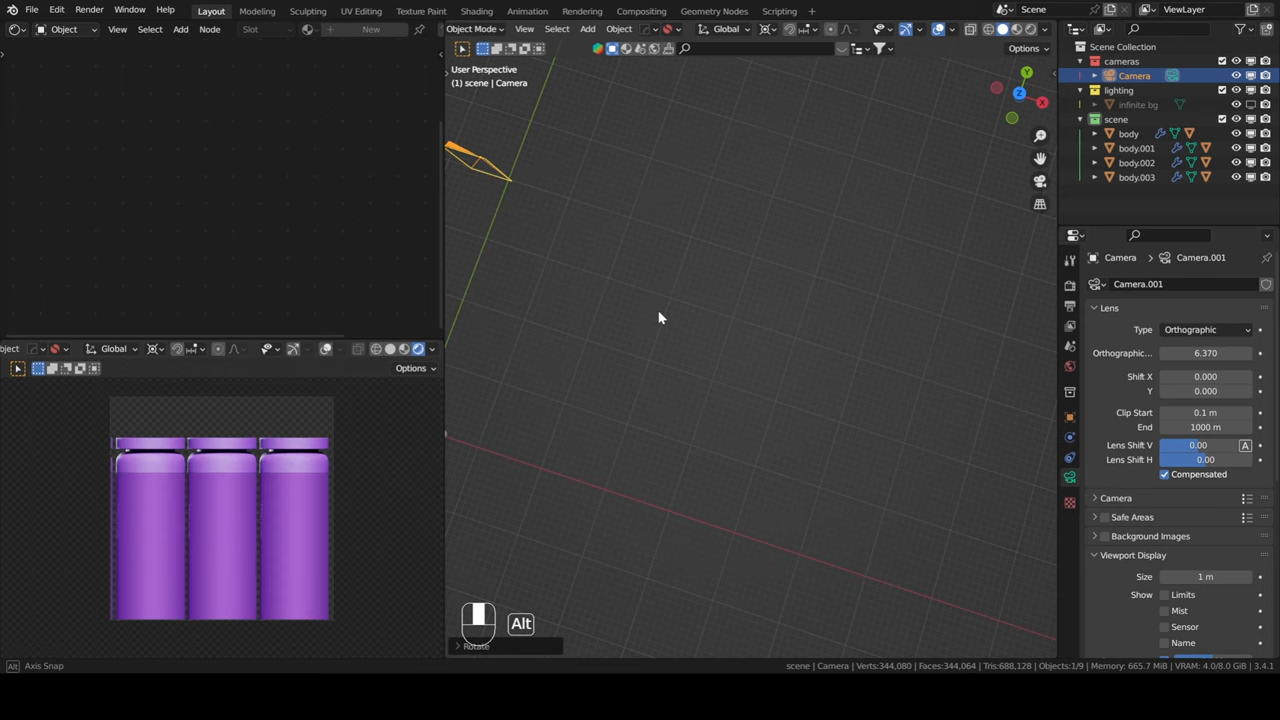 File Edit Render Window Help Layout Modeling Sculpting UV Editing Texture Paint Shading Animation Rendering Compositing Geometry Nodes Scripting Scene ViewLayer
Object View Select Add Node Slot New
Object Mode View Select Add Object Global
Options
User Perspective
(1) scene | Camera
Y
Z
X
Scene Collection
cameras
Camera
lighting
infinite bg
scene
body
body.001
body.002
body.003
Camera Camera.001
Camera.001
Lens
Type Orthographic
Orthographic... 6.370
Shift X 0.000
Y 0.000
Clip Start 0.1 m
End 1000 m
Lens Shift V 0.00 A
Lens Shift H 0.00
Compensated
Camera
Safe Areas
Background Images
Viewport Display
Size 1 m
Show Limits
Mist
Sensor
Name
bject Global
Options
Alt
Rotate
Alt Axis Snap
scene | Camera Verts:344,080 Faces:344,064 Tris:688,128 Objects:1/9 Memory: 665.7 MiB VRAM: 4.0/8.0 GiB 3.4.1